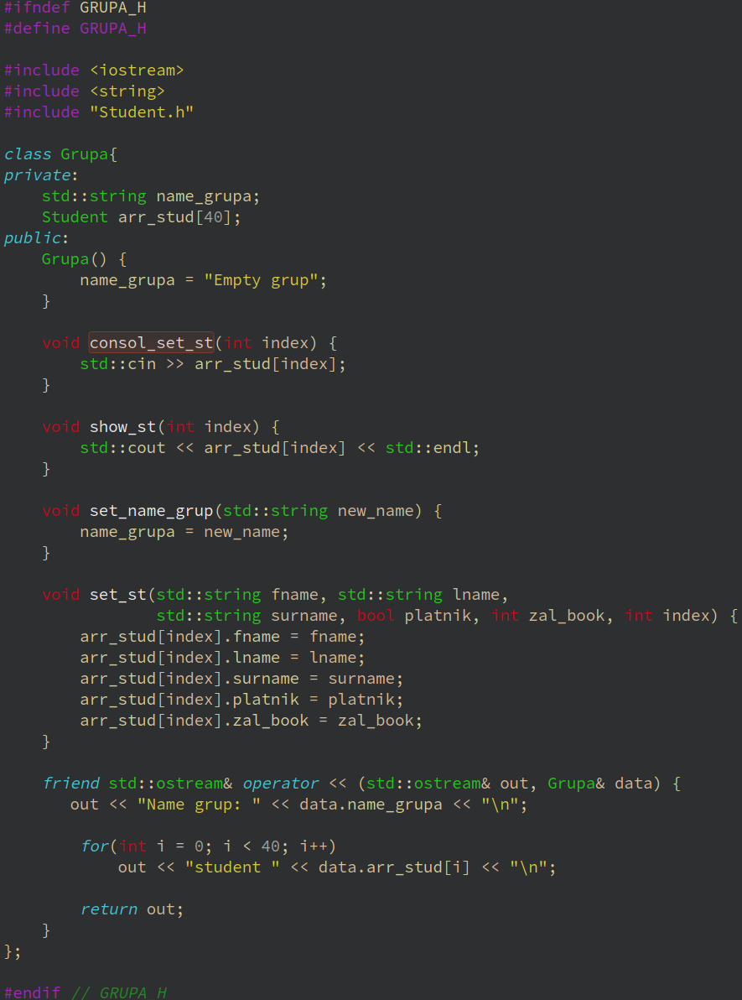 #ifndef GRUPA_H
#define GRUPA_H

#include <iostream>
#include <string>
#include "Student.h"

class Grupa{
private:
    std::string name_grupa;
    Student arr_stud[40];
public:
    Grupa() {
        name_grupa = "Empty grup";
    }

    void consol_set_st(int index) {
        std::cin >> arr_stud[index];
    }

    void show_st(int index) {
        std::cout << arr_stud[index] << std::endl;
    }

    void set_name_grup(std::string new_name) {
        name_grupa = new_name;
    }

    void set_st(std::string fname, std::string lname,
                std::string surname, bool platnik, int zal_book, int index) {
        arr_stud[index].fname = fname;
        arr_stud[index].lname = lname;
        arr_stud[index].surname = surname;
        arr_stud[index].platnik = platnik;
        arr_stud[index].zal_book = zal_book;
    }

    friend std::ostream& operator << (std::ostream& out, Grupa& data) {
       out << "Name grup: " << data.name_grupa << "\n";

        for(int i = 0; i < 40; i++)
            out << "student " << data.arr_stud[i] << "\n";

        return out;
    }
};

#endif // GRUPA_H